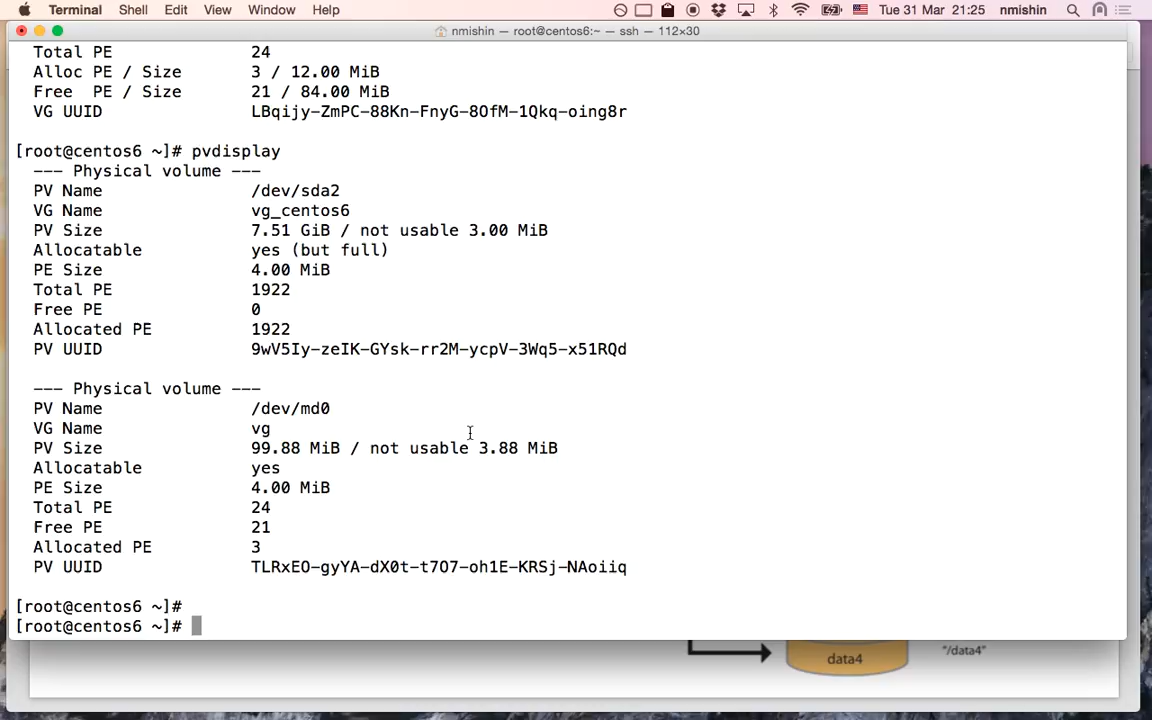 Terminal Shell Edit View Window Help Tue 31 Mar 21:25 nmishin
nmishin — root@centos6:~ — ssh — 112×30
Total PE 24
Alloc PE / Size 3 / 12.00 MiB
Free  PE / Size 21 / 84.00 MiB
VG UUID LBqijy-ZmPC-88Kn-FnyG-8OfM-1Qkq-oing8r
[root@centos6 ~]# pvdisplay
--- Physical volume ---
PV Name /dev/sda2
VG Name vg_centos6
PV Size 7.51 GiB / not usable 3.00 MiB
Allocatable yes (but full)
PE Size 4.00 MiB
Total PE 1922
Free PE 0
Allocated PE 1922
PV UUID 9wV5Iy-zeIK-GYsk-rr2M-ycpV-3Wq5-x51RQd
--- Physical volume ---
PV Name /dev/md0
VG Name vg
PV Size 99.88 MiB / not usable 3.88 MiB
Allocatable yes
PE Size 4.00 MiB
Total PE 24
Free PE 21
Allocated PE 3
PV UUID TLRxEO-gyYA-dX0t-t7O7-oh1E-KRSj-NAoiiq
[root@centos6 ~]#
[root@centos6 ~]#
data4 "/data4"